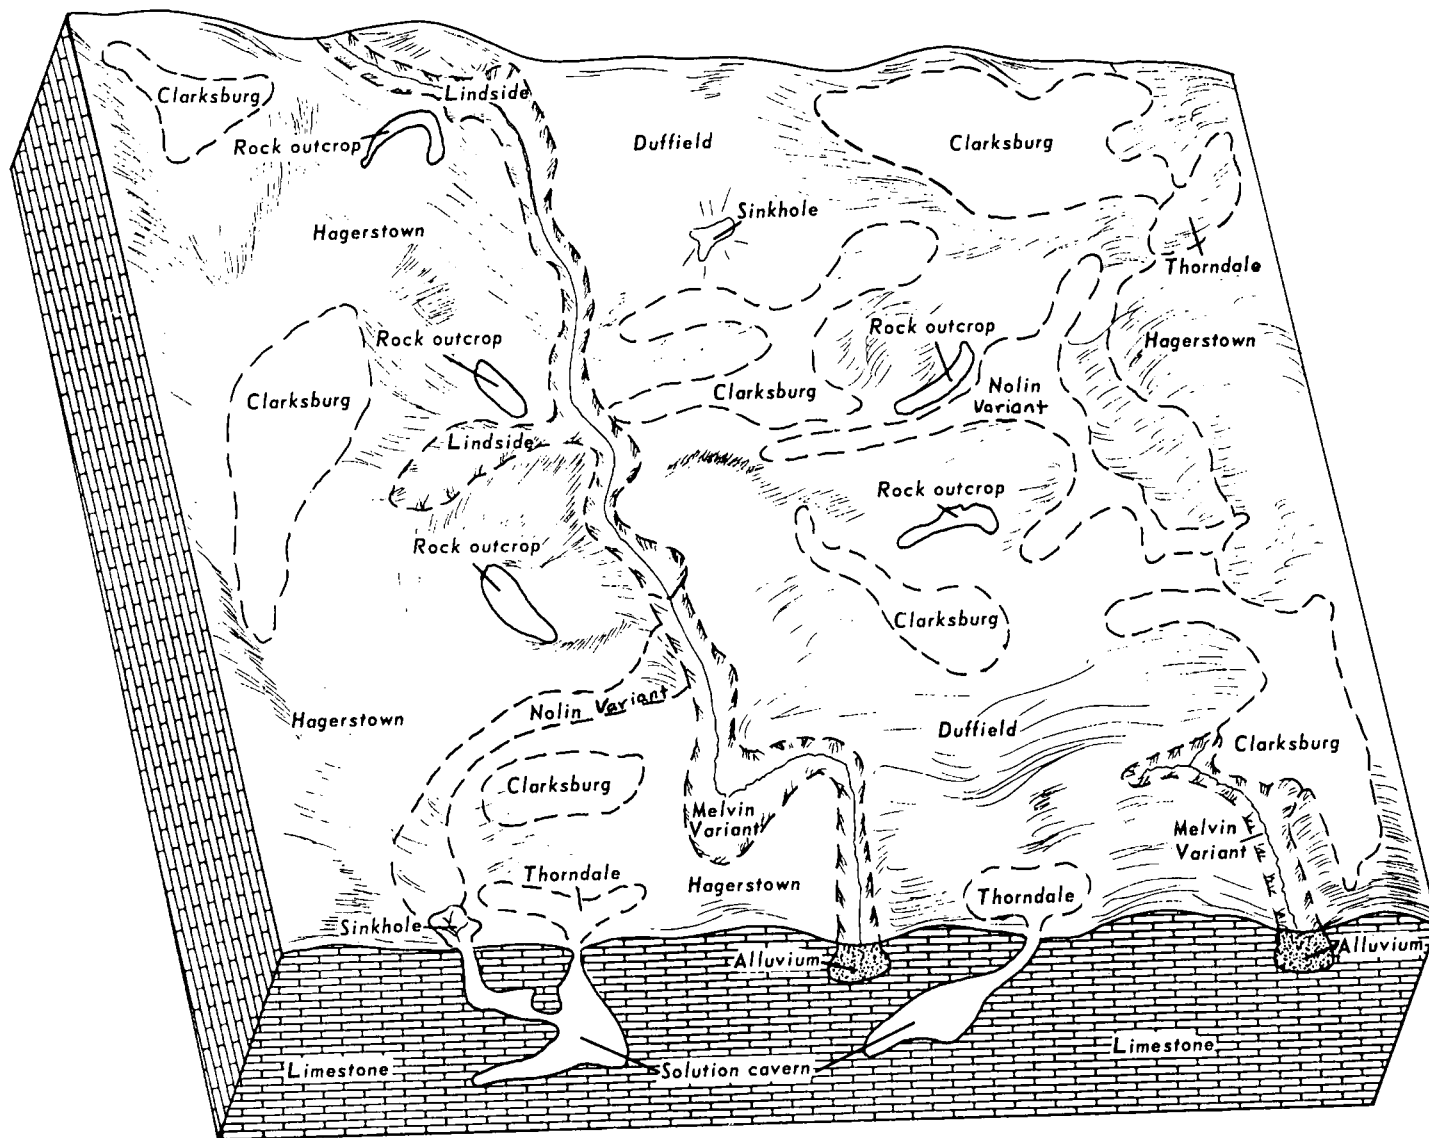 Clarksburg
Lindside
Rock outcrop
Duffield
Clarksburg
Sinkhole
Hagerstown
Thorndale
Rock outcrop
Rock outcrop
Hagerstown
Clarksburg
Clarksburg
Nolin
Variant
Lindside
Rock outcrop
Rock outcrop
Clarksburg
Hagerstown
Nolin Variant
Duffield
Clarksburg
Clarksburg
Melvin
Variant
Melvin
Variant
Thorndale
Hagerstown
Thorndale
Sinkhole
Alluvium
Alluvium
Limestone
Solution cavern
Limestone